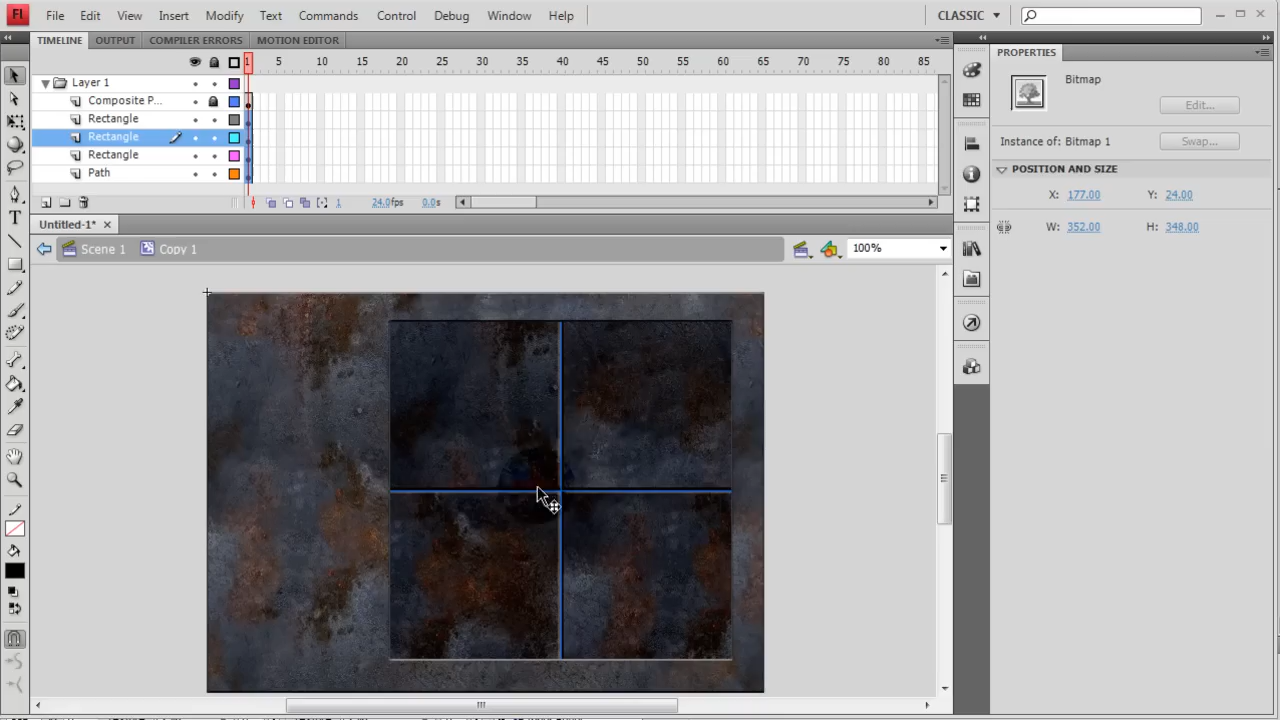 Fl File Edit View Insert Modify Text Commands Control Debug Window Help CLASSIC
TIMELINE OUTPUT COMPILER ERRORS MOTION EDITOR
1 5 10 15 20 25 30 35 40 45 50 55 60 65 70 75 80 85
Layer 1
Composite P...
Rectangle
Rectangle
Rectangle
Path
1 24.0fps 0.0s
Untitled-1*
Scene 1 Copy 1 100%
PROPERTIES
Bitmap
Edit...
Instance of: Bitmap 1 Swap...
POSITION AND SIZE
X: 177.00 Y: 24.00
W: 352.00 H: 348.00